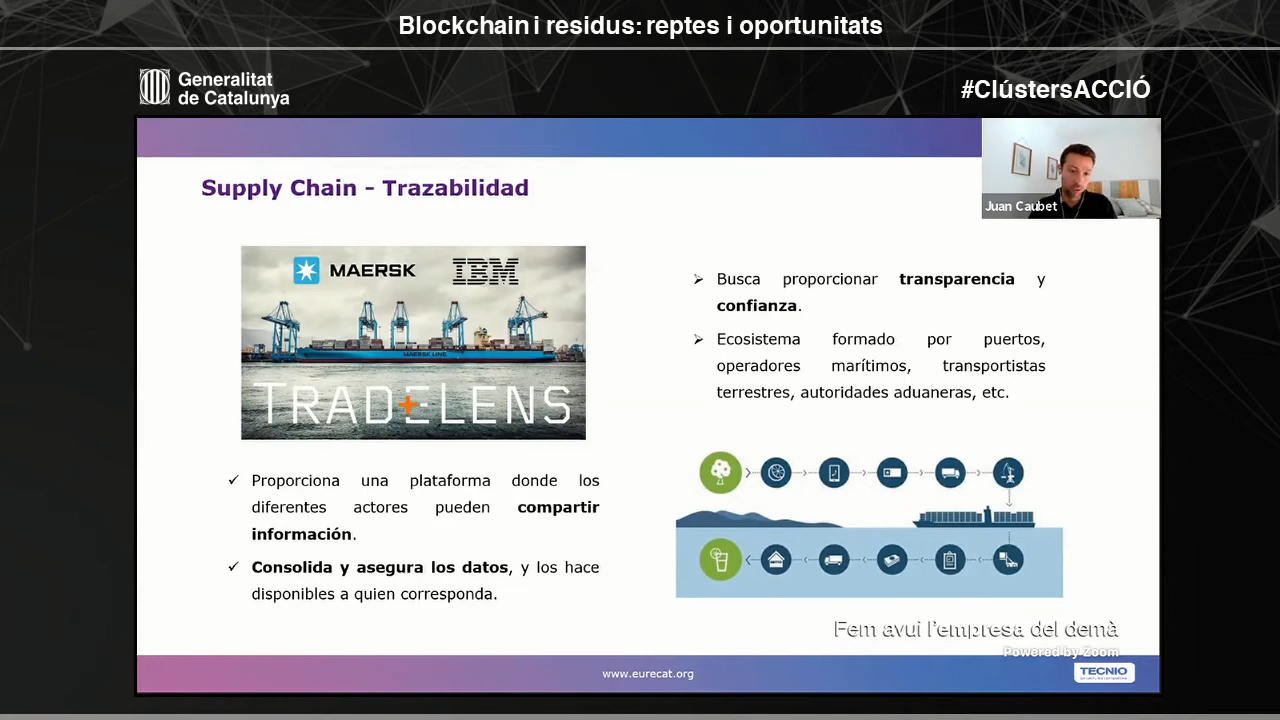 Blockchain i residus: reptes i oportunitats
Generalitat
de Catalunya
#ClústersACCIÓ
Supply Chain - Trazabilidad
Juan Caubet
MAERSK
IBM
MAERSK LINE
TRADELENS
Busca proporcionar transparencia y
confianza.
Ecosistema formado por puertos,
operadores marítimos, transportistas
terrestres, autoridades aduaneras, etc.
Proporciona una plataforma donde los
diferentes actores pueden compartir
información.
Consolida y asegura los datos, y los hace
disponibles a quien corresponda.
Fem avui l'empresa del demà
Powered by Zoom
www.eurecat.org
TECNIO